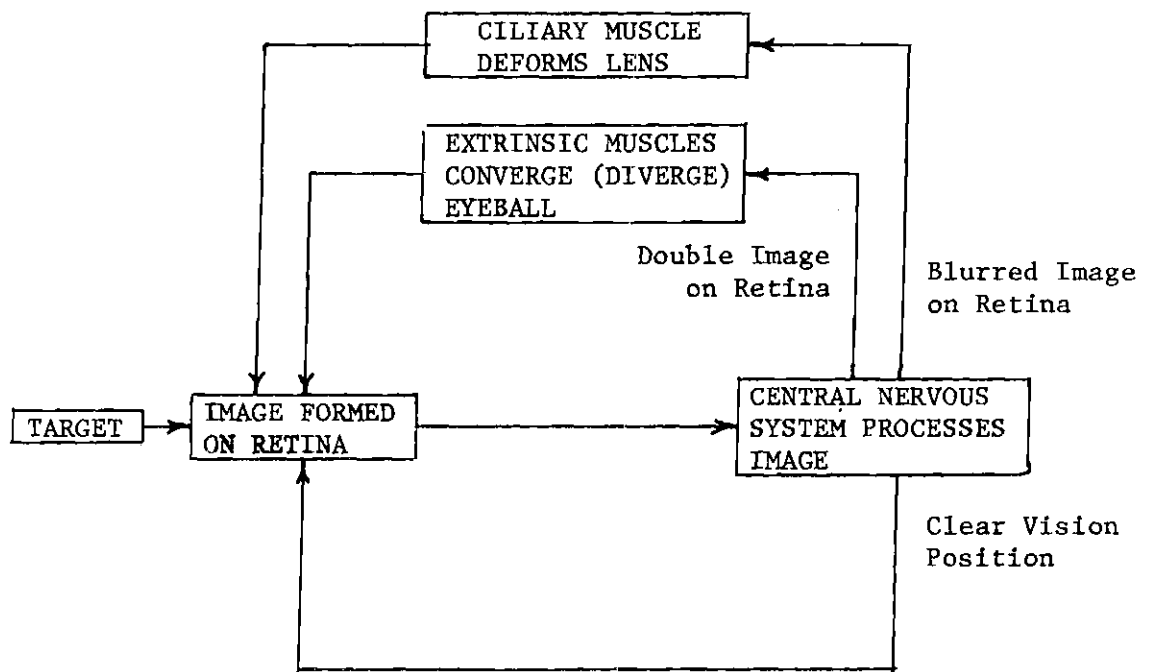 CILIARY MUSCLE
DEFORMS LENS
EXTRINSIC MUSCLES
CONVERGE (DIVERGE)
EYEBALL
Double Image
on Retina
Blurred Image
on Retina
TARGET
IMAGE FORMED
ON RETINA
CENTRAL NERVOUS
SYSTEM PROCESSES
IMAGE
Clear Vision
Position